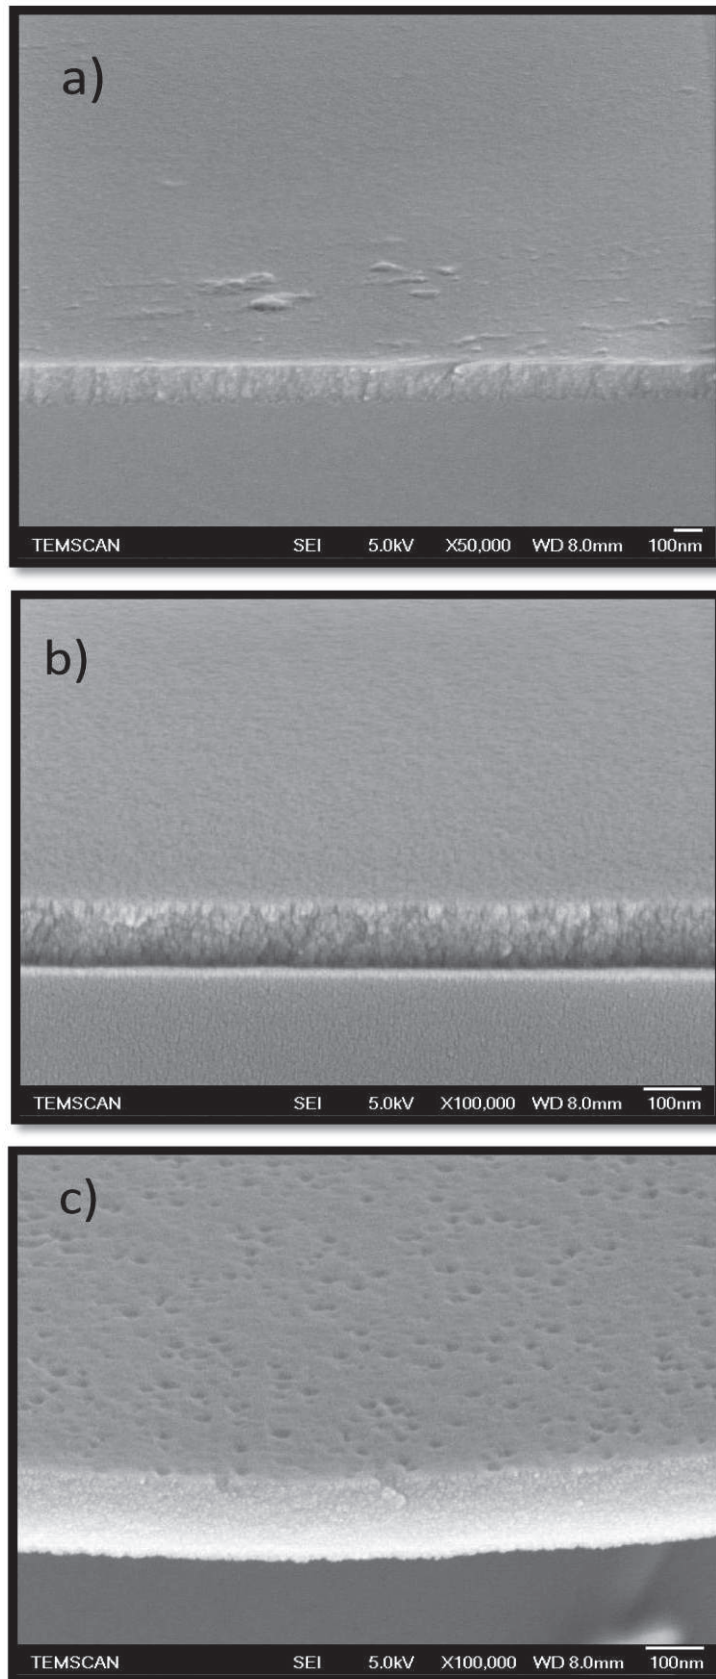 a)
TEMSCAN SEI 5.0kV X50,000 WD 8.0mm 100nm
b)
TEMSCAN SEI 5.0kV X100,000 WD 8.0mm 100nm
c)
TEMSCAN SEI 5.0kV X100,000 WD 8.0mm 100nm